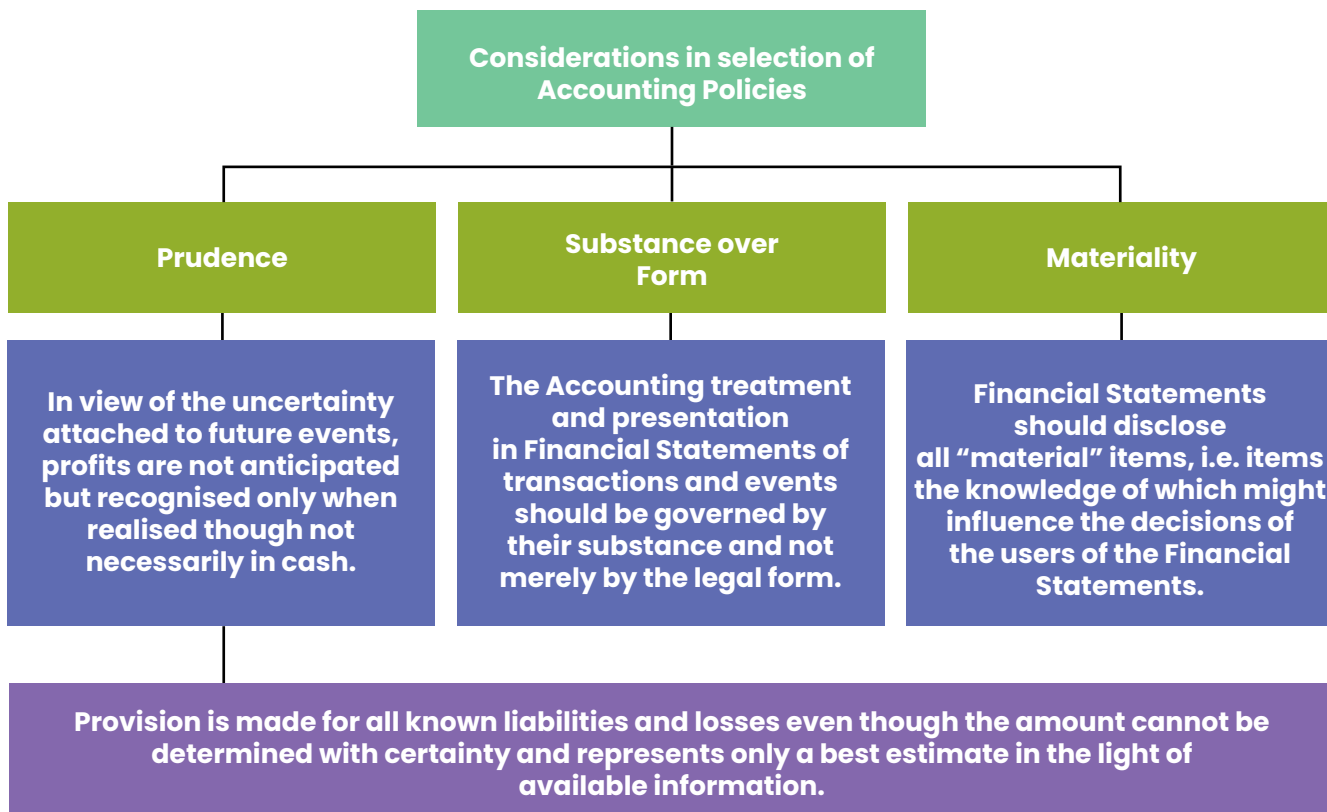 Considerations in selection of
Accounting Policies
Prudence
Substance over
Form
Materiality
In view of the uncertainty
attached to future events,
profits are not anticipated
but recognised only when
realised though not
necessarily in cash.
The Accounting treatment
and presentation
in Financial Statements of
transactions and events
should be governed by
their substance and not
merely by the legal form.
Financial Statements
should disclose
all “material” items, i.e. items
the knowledge of which might
influence the decisions of
the users of the Financial
Statements.
Provision is made for all known liabilities and losses even though the amount cannot be
determined with certainty and represents only a best estimate in the light of
available information.